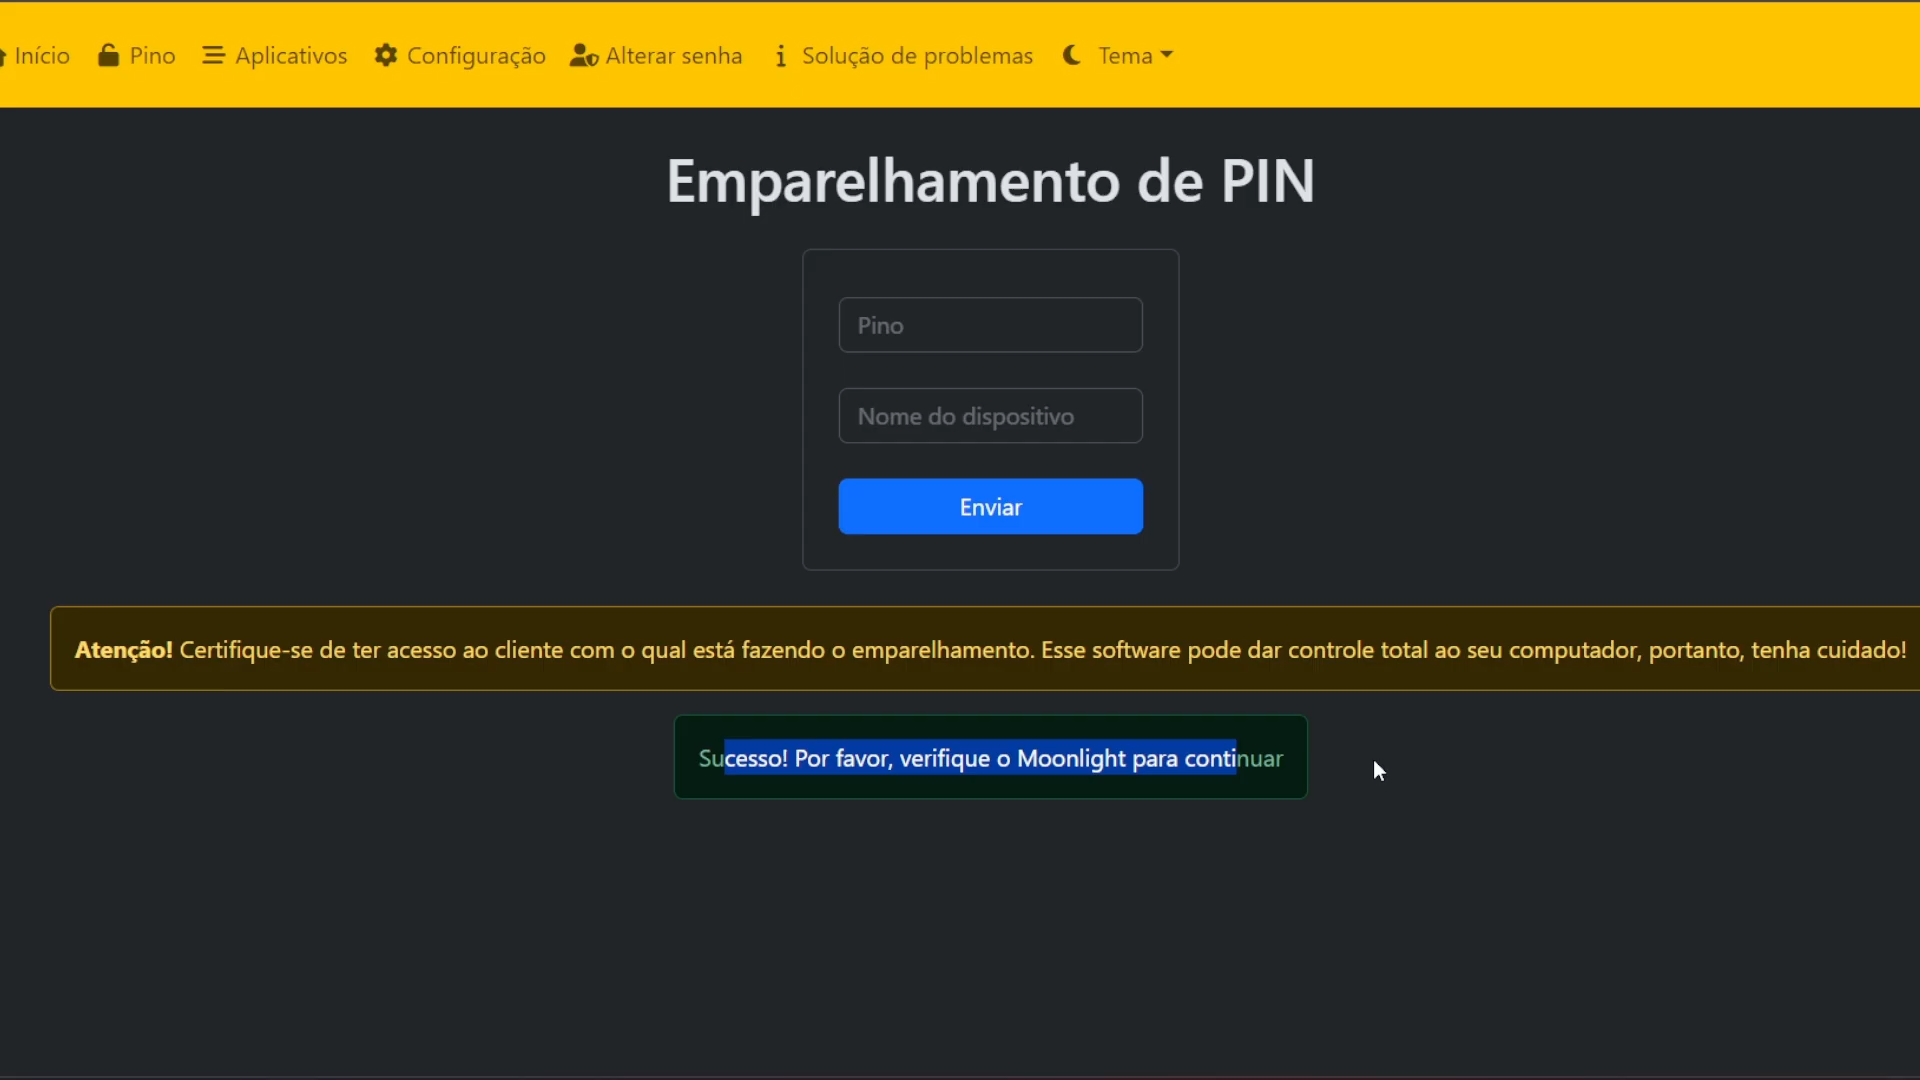 Início Pino Aplicativos Configuração Alterar senha Solução de problemas Tema
Emparelhamento de PIN
Pino
Nome do dispositivo
Enviar
Atenção! Certifique-se de ter acesso ao cliente com o qual está fazendo o emparelhamento. Esse software pode dar controle total ao seu computador, portanto, tenha cuidado!
Sucesso! Por favor, verifique o Moonlight para continuar